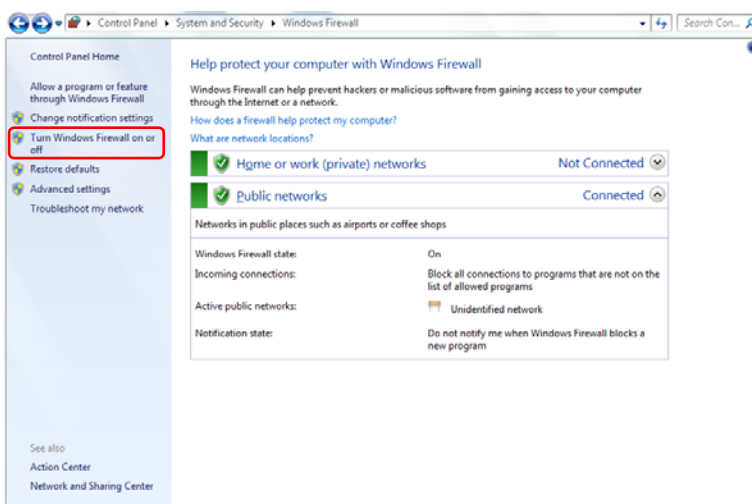 Control Panel ▸ System and Security ▸ Windows Firewall
Search Con...
Control Panel Home
Allow a program or feature
through Windows Firewall
Change notification settings
Turn Windows Firewall on or
off
Restore defaults
Advanced settings
Troubleshoot my network
See also
Action Center
Network and Sharing Center
Help protect your computer with Windows Firewall
Windows Firewall can help prevent hackers or malicious software from gaining access to your computer
through the Internet or a network.
How does a firewall help protect my computer?
What are network locations?
Home or work (private) networks Not Connected
Public networks Connected
Networks in public places such as airports or coffee shops
Windows Firewall state: On
Incoming connections: Block all connections to programs that are not on the
list of allowed programs
Active public networks: Unidentified network
Notification state: Do not notify me when Windows Firewall blocks a
new program